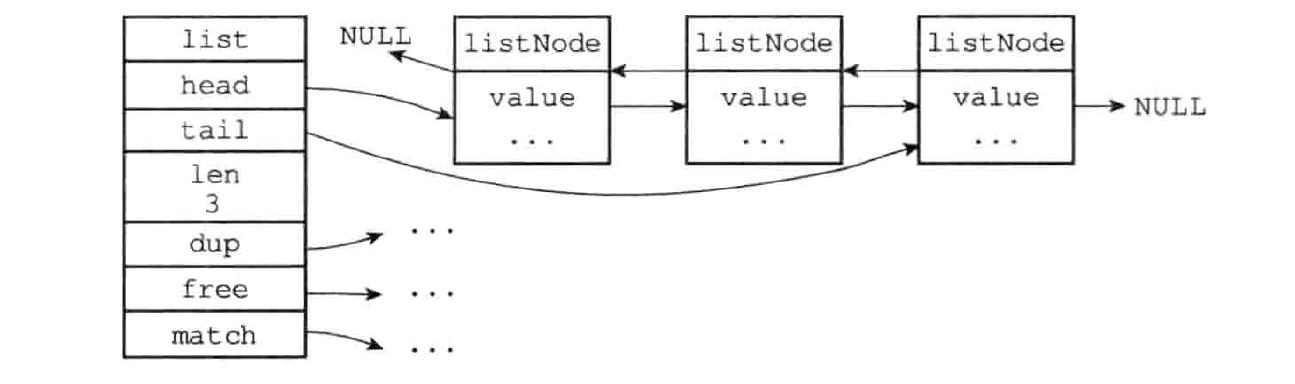 list
head
tail
len
3
dup
free
match
NULL
listNode
value
...
listNode
value
...
listNode
value
...
NULL
...
...
...